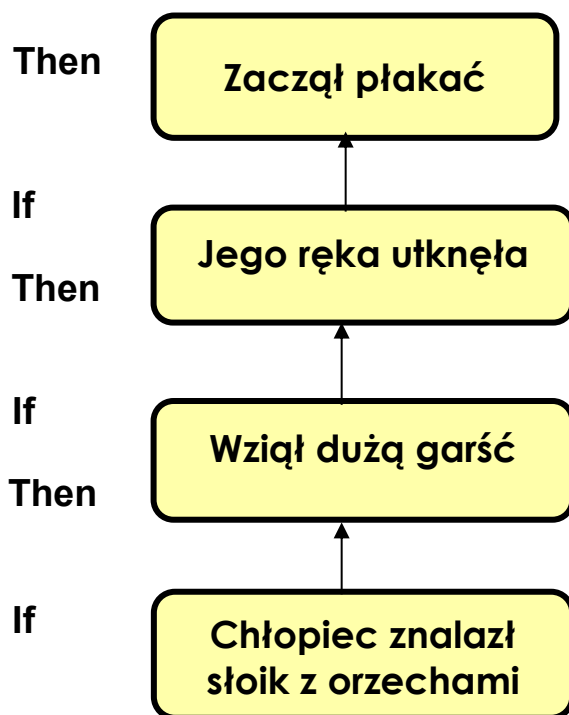 Then
Zaczął płakać
If
Jego ręka utknęła
Then
If
Wziął dużą garść
Then
If
Chłopiec znalazł
słoik z orzechami